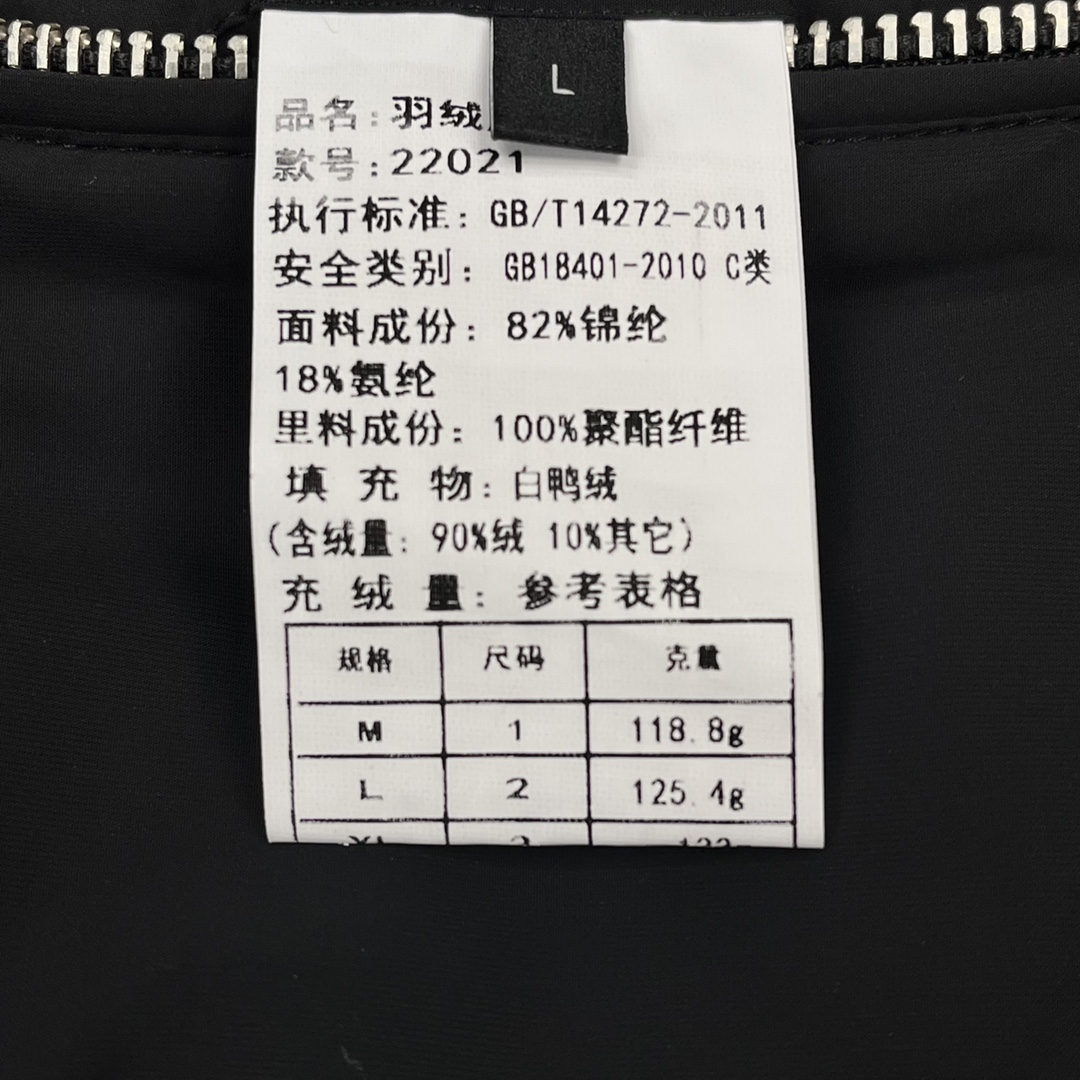 L
品名:羽绒
款号:22021
执行标准: GB/T14272-2011
安全类别: GB18401-2010 C类
面料成份: 82%锦纶
18%氨纶
里料成份: 100%聚酯纤维
填 充 物: 白鸭绒
(含绒量: 90%绒 10%其它)
充 绒 量: 参考表格
规格 尺码 克量
M 1 118.8g
L 2 125.4g